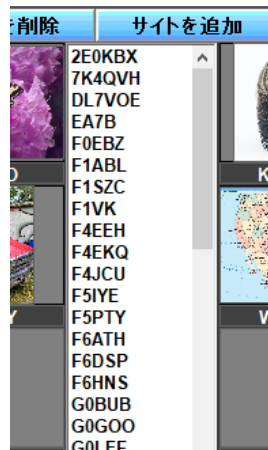 を削除 サイトを追加
2E0KBX
7K4QVH
DL7VOE
EA7B
F0EBZ
F1ABL
F1SZC
F1VK
F4EEH
F4EKQ
F4JCU
F5IYE
F5PTY
F6ATH
F6DSP
F6HNS
G0BUB
G0GOO